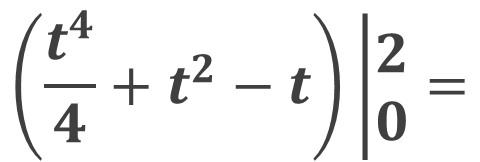 (t^4/4 + t^2 − t)|_0^2 =